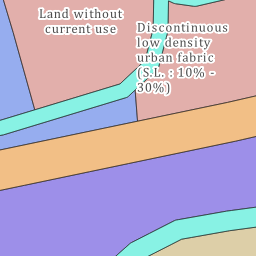 Land without
current use
Discontinuous
low density
urban fabric
(S.L. : 10% -
30%)